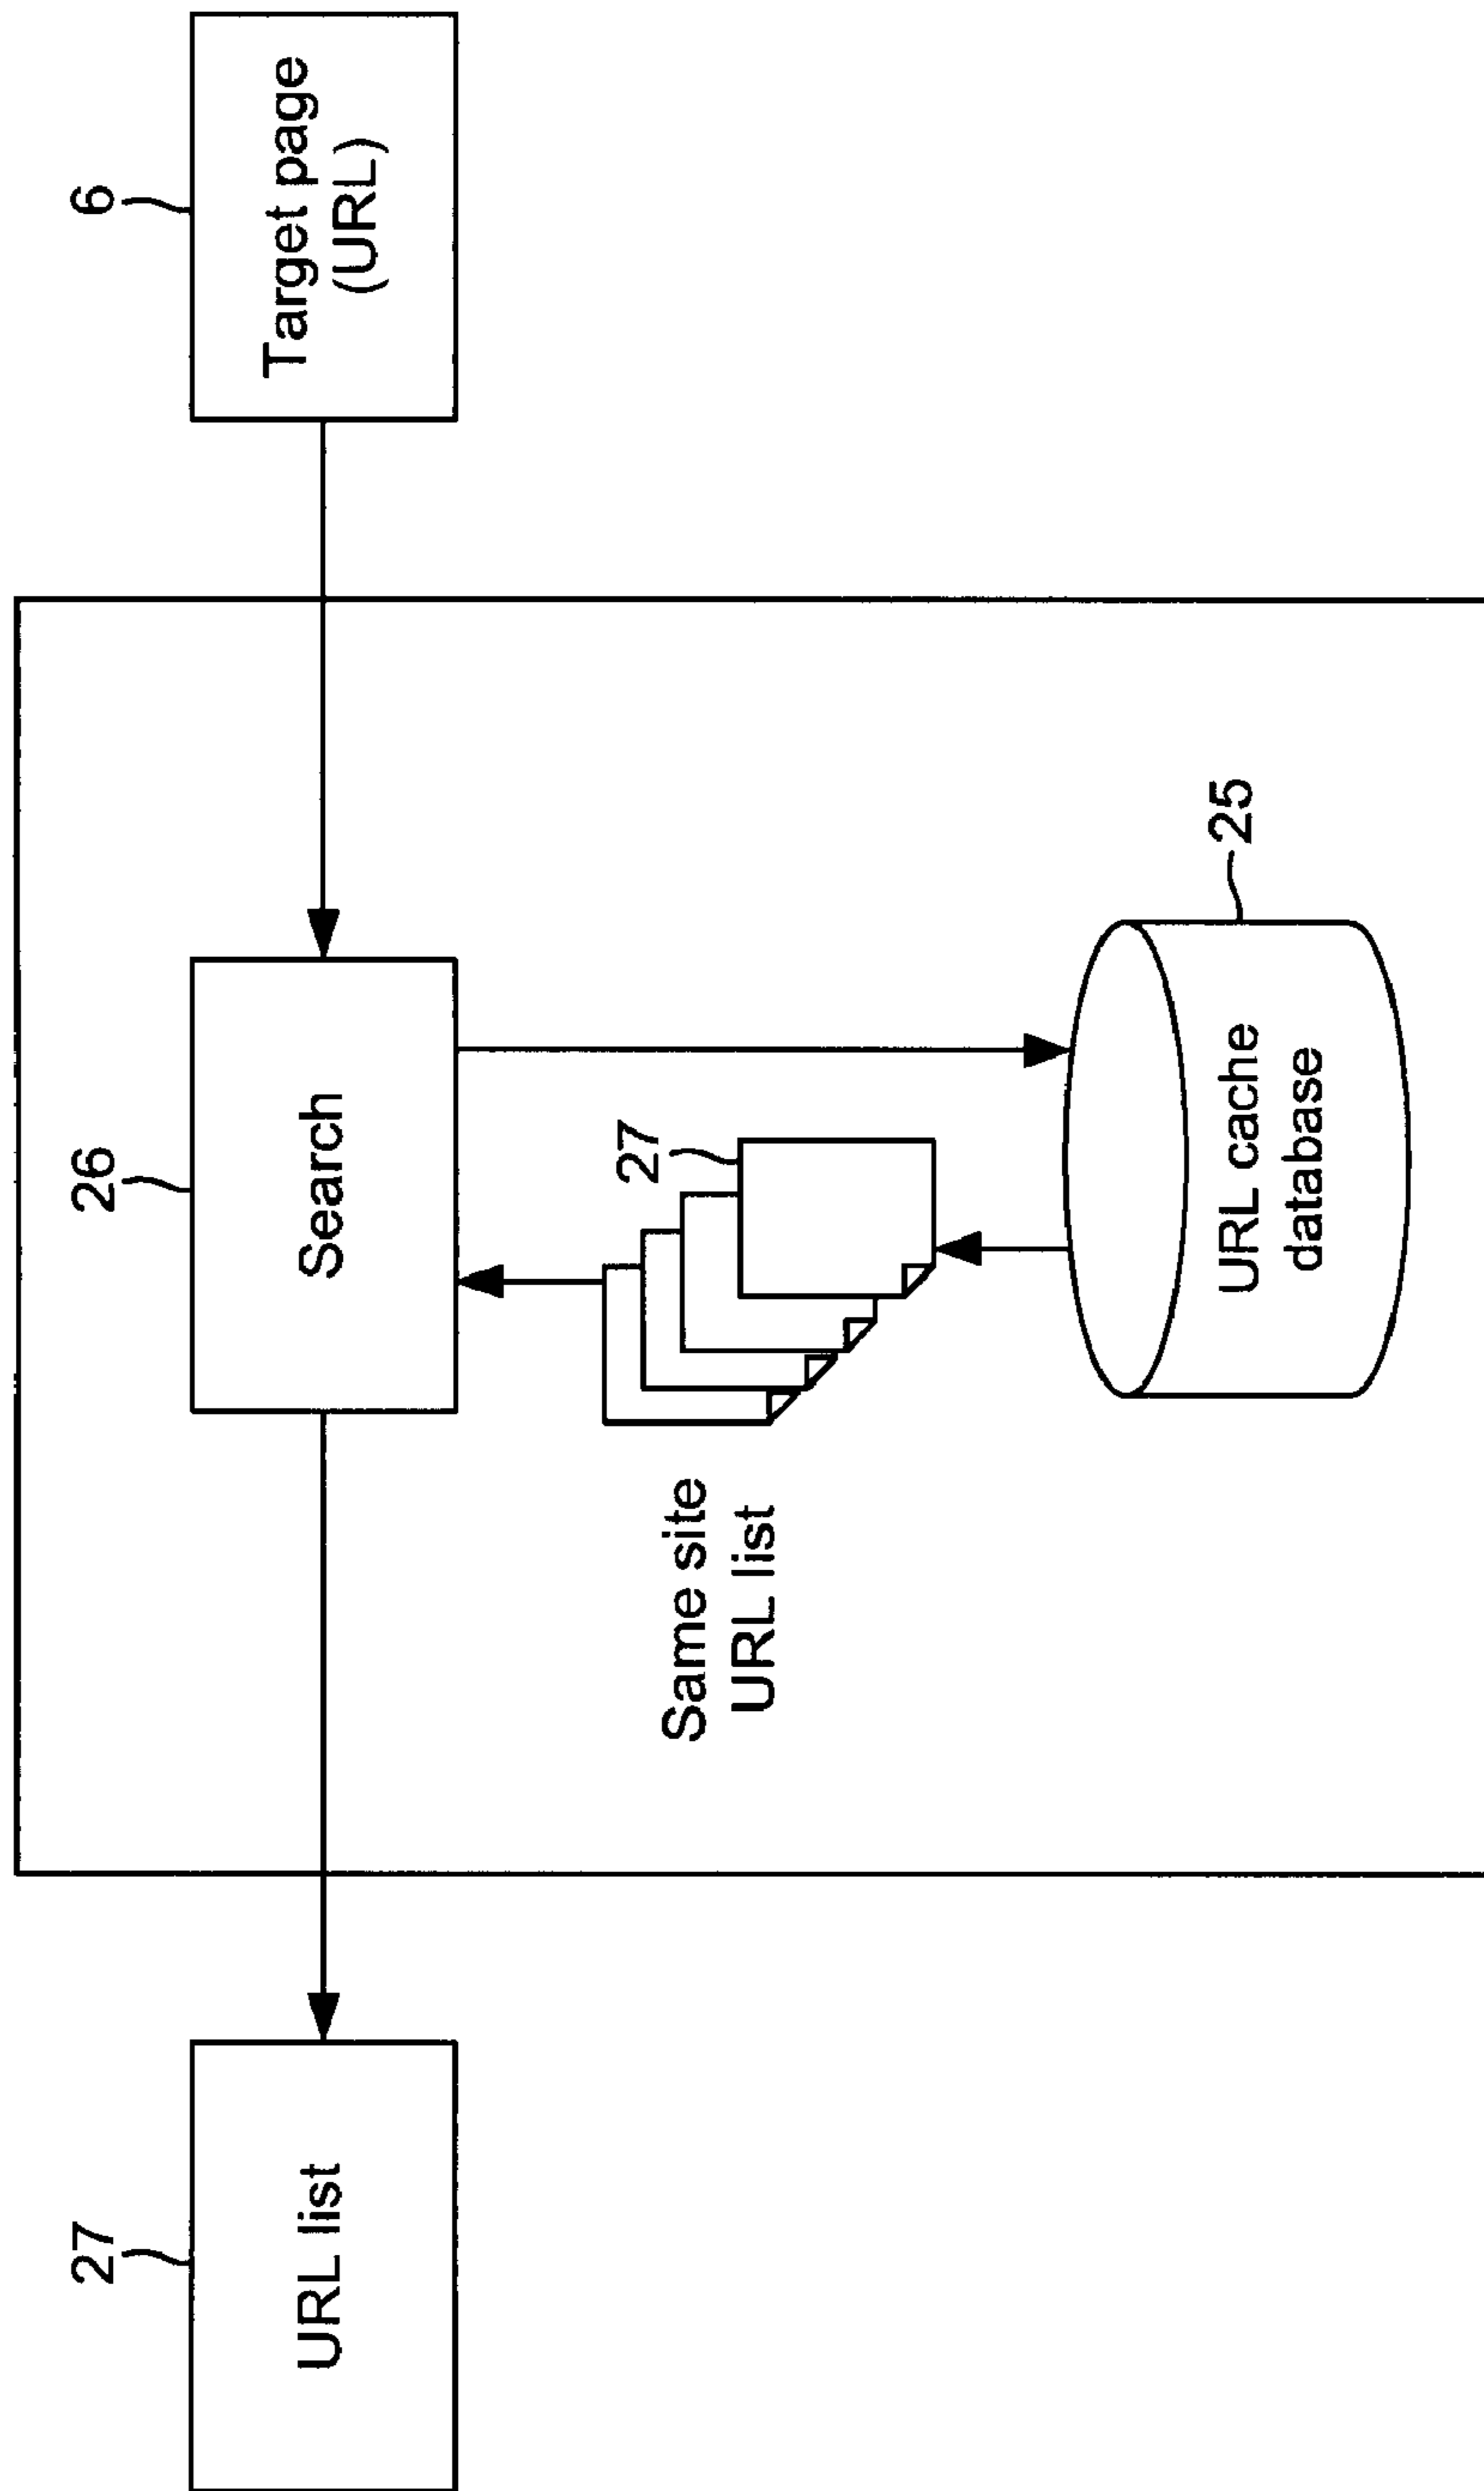 27
URL list
26
Search
6
Target page
(URL)
27
Same site
URL list
25
URL cache
database